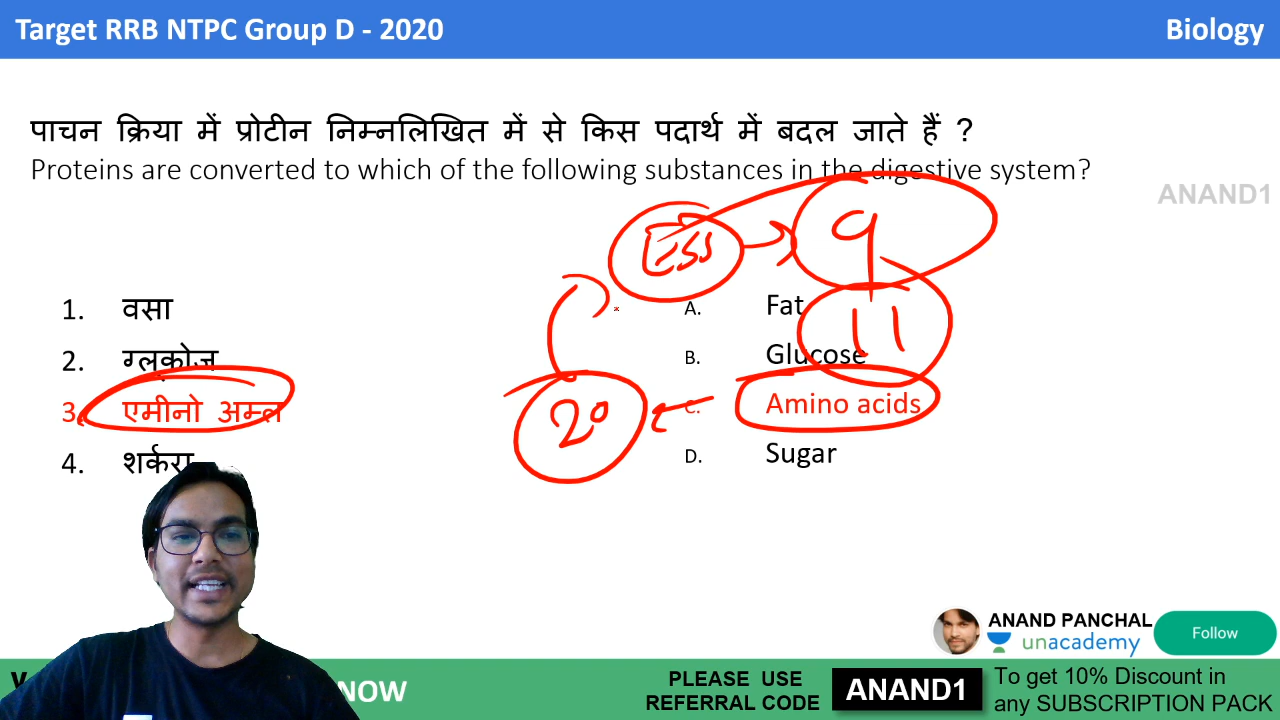 Target RRB NTPC Group D - 2020
Biology
पाचन क्रिया में प्रोटीन निम्नलिखित में से किस पदार्थ में बदल जाते हैं ?
Proteins are converted to which of the following substances in the digestive system?
ANAND1
Ess
9
11
20
1. वसा
2. ग्लूकोज
3. एमीनो अम्ल
4. शर्करा
A. Fat
B. Glucose
C. Amino acids
D. Sugar
ANAND PANCHAL
unacademy
Follow
NOW
PLEASE USE
REFERRAL CODE
ANAND1
To get 10% Discount in
any SUBSCRIPTION PACK